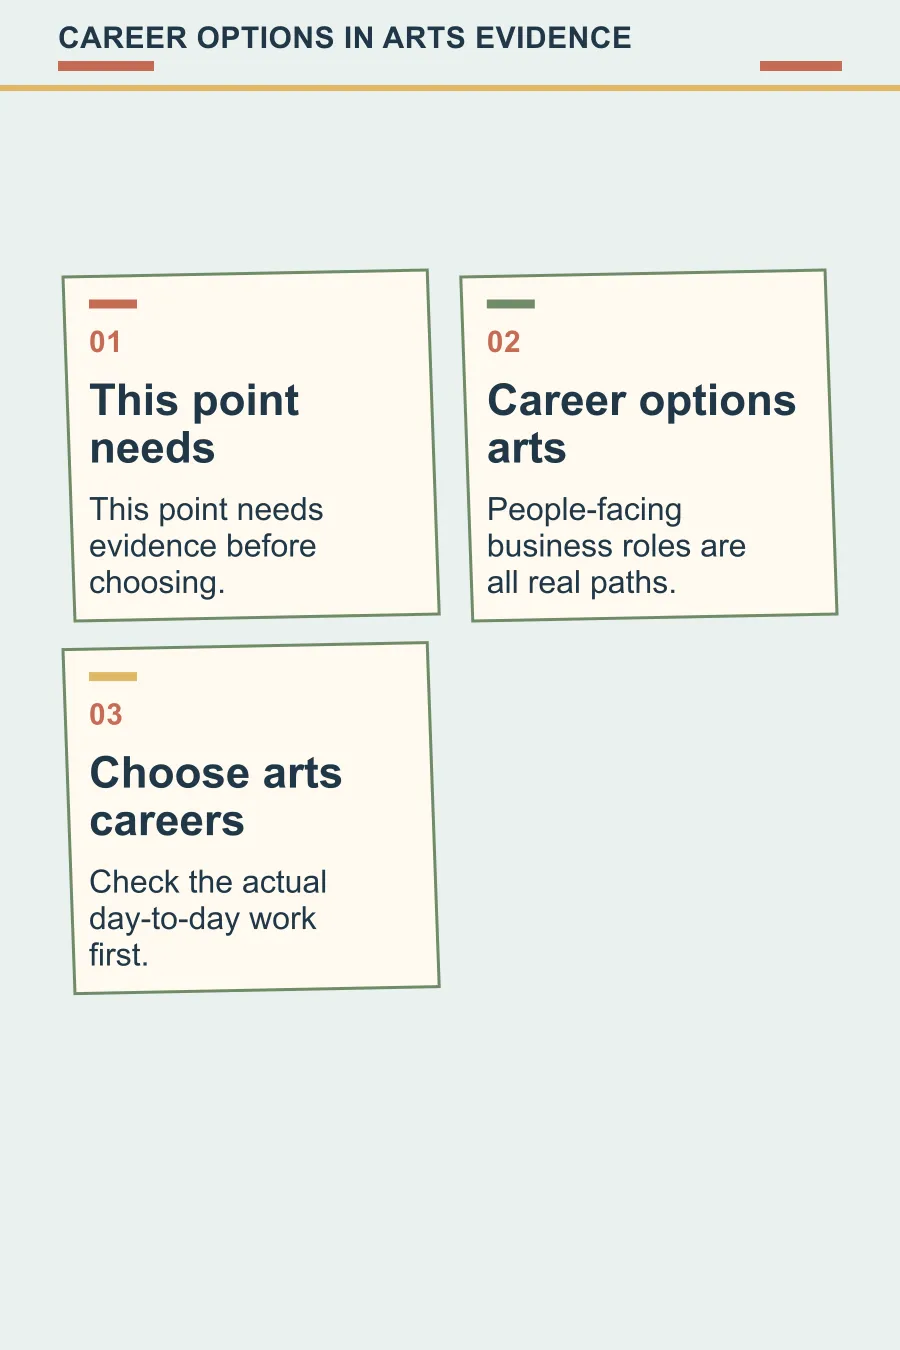 CAREER OPTIONS IN ARTS EVIDENCE
01
This point
needs
This point needs
evidence before
choosing.
02
Career options
arts
People-facing
business roles are
all real paths.
03
Choose arts
careers
Check the actual
day-to-day work
first.